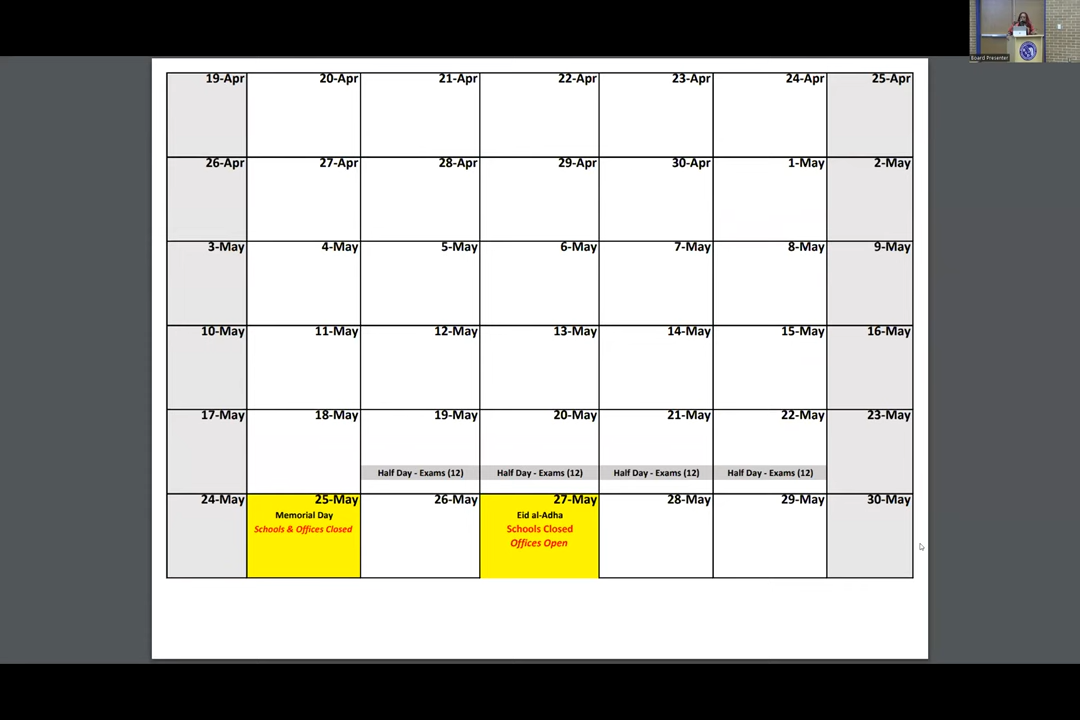 Board Presenter
19-Apr 20-Apr 21-Apr 22-Apr 23-Apr 24-Apr 25-Apr
26-Apr 27-Apr 28-Apr 29-Apr 30-Apr 1-May 2-May
3-May 4-May 5-May 6-May 7-May 8-May 9-May
10-May 11-May 12-May 13-May 14-May 15-May 16-May
17-May 18-May 19-May 20-May 21-May 22-May 23-May
Half Day - Exams (12) Half Day - Exams (12) Half Day - Exams (12) Half Day - Exams (12)
24-May 25-May 26-May 27-May 28-May 29-May 30-May
Memorial Day Eid al-Adha
Schools & Offices Closed Schools Closed
Offices Open